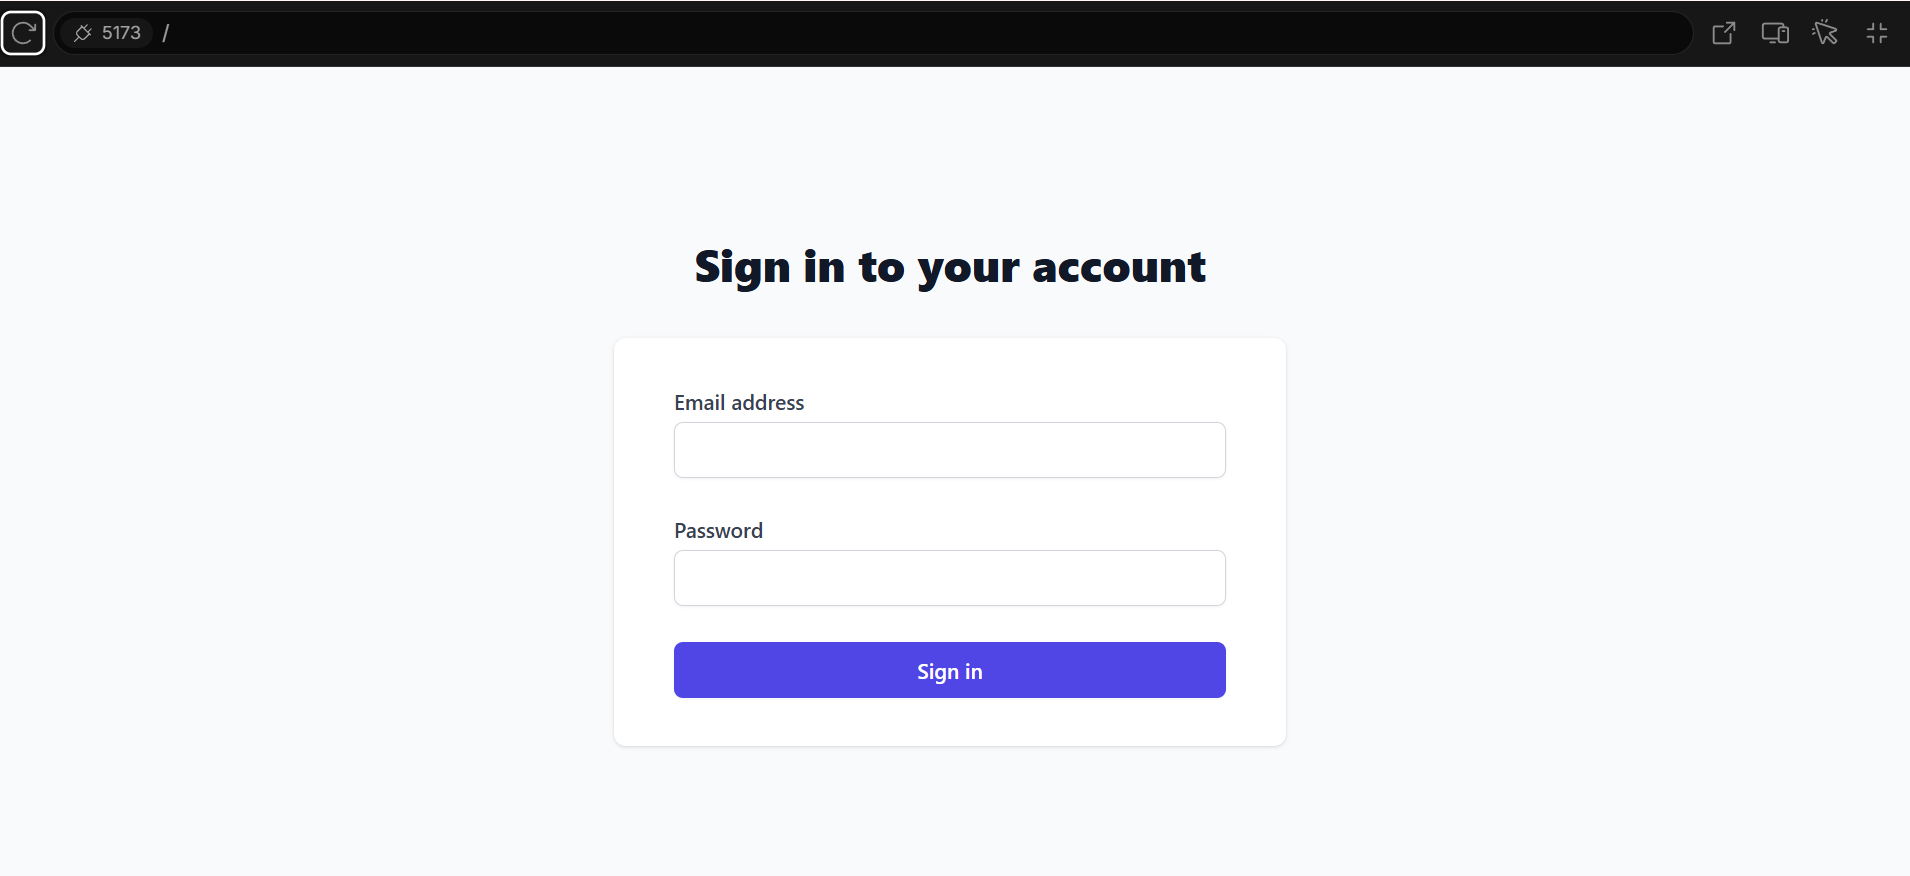 5173 /
Sign in to your account
Email address
Password
Sign in